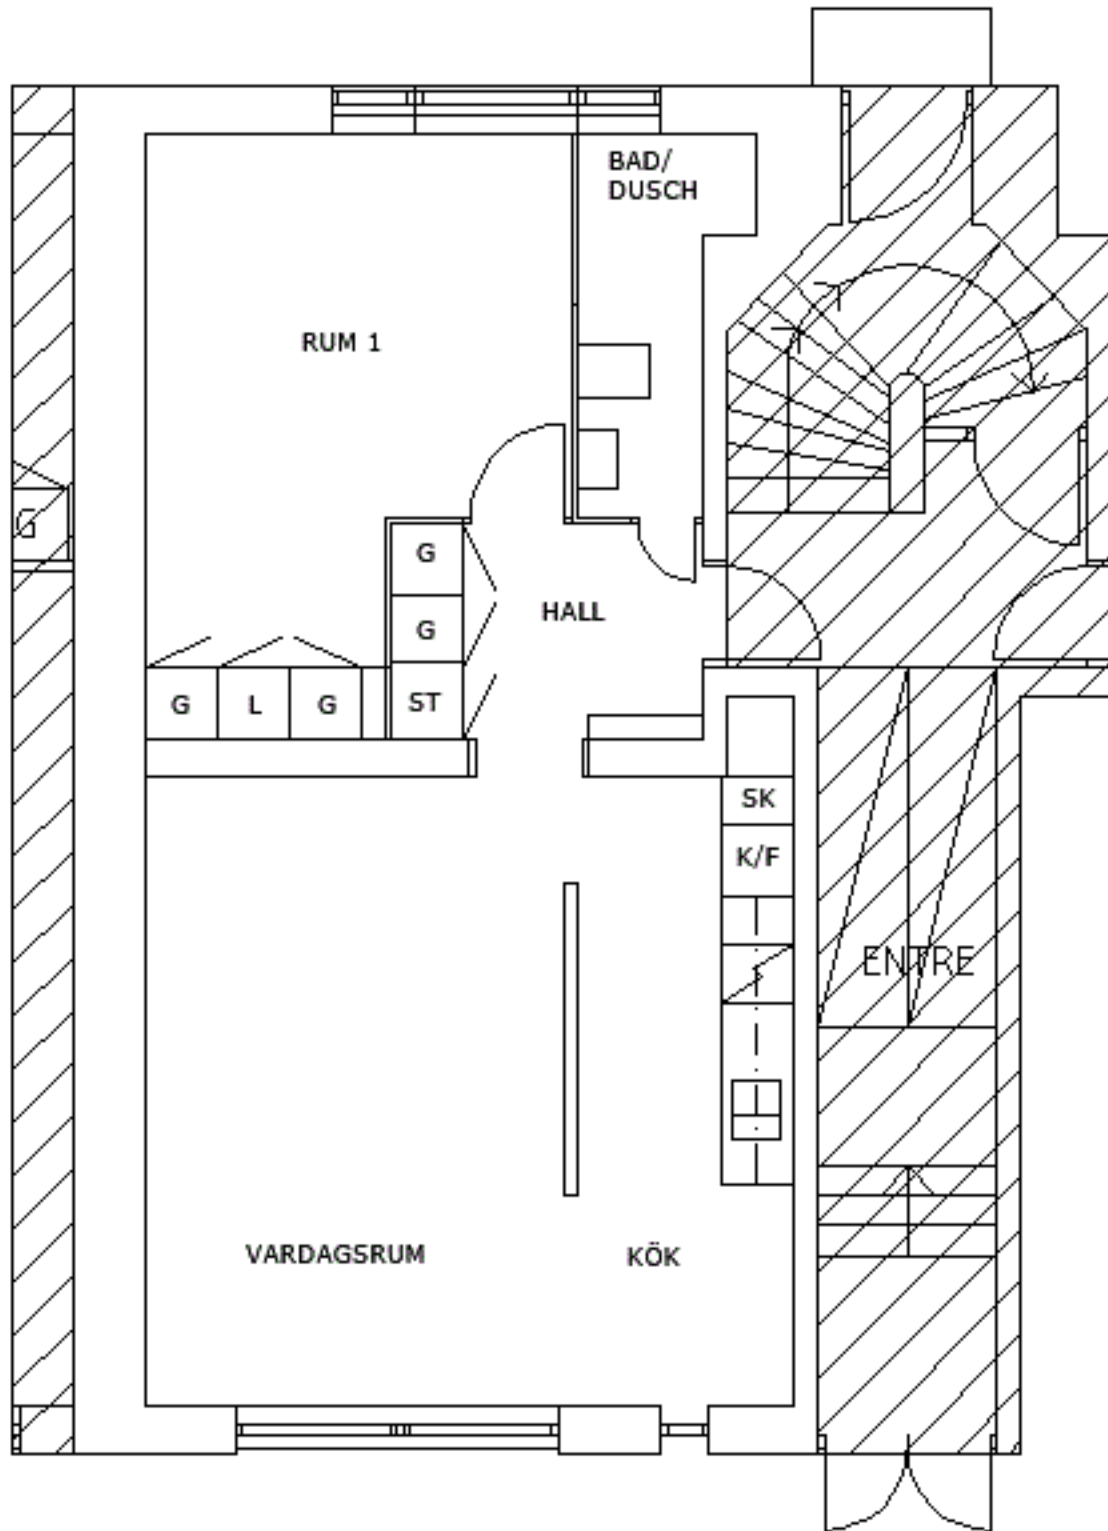 BAD/
DUSCH
RUM 1
G
G
HALL
G
G L G ST
SK
K/F
ENTRE
VARDAGSRUM
KÖK